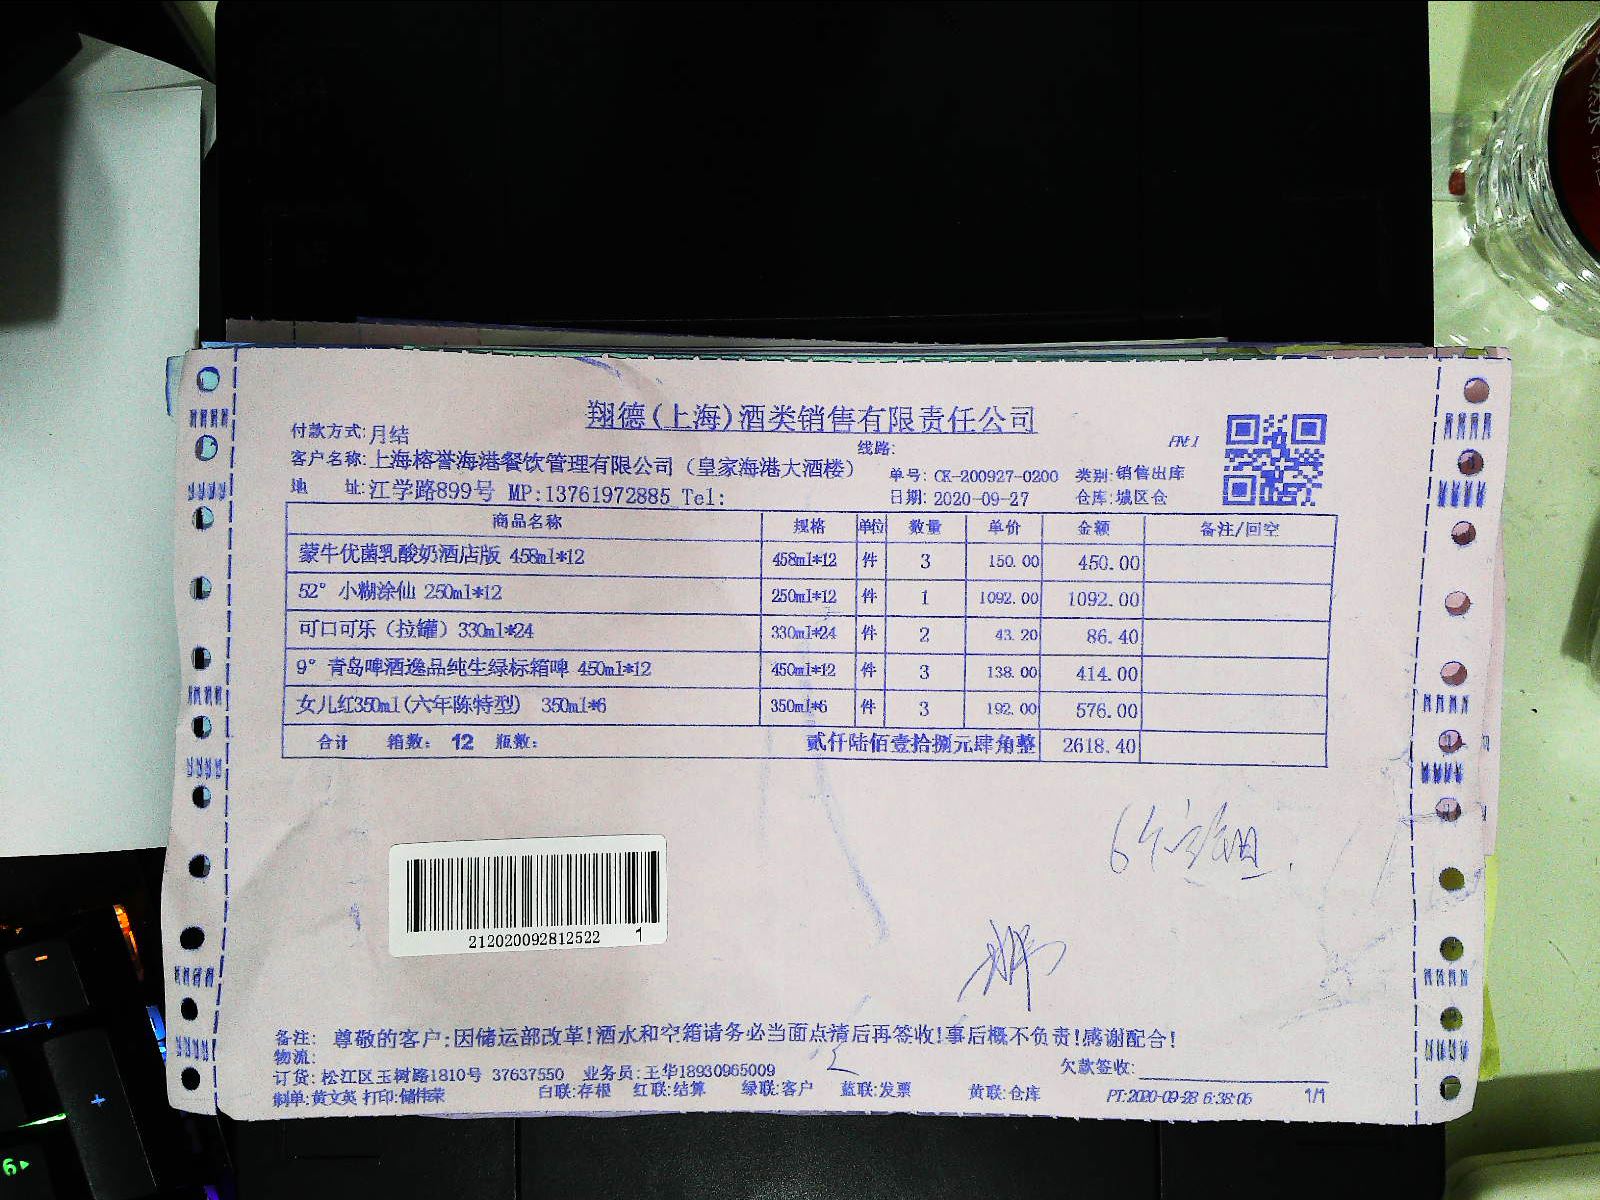 翔德(上海)酒类销售有限责任公司
付款方式:月结
线路:
客户名称:上海榕誉海港餐饮管理有限公司（皇家海港大酒楼） 单号: CK-200927-0200 类别:销售出库
地 址:江学路899号 MP:13761972885 Tel: 日期: 2020-09-27 仓库:城区仓
商品名称 规格 单位 数量 单价 金额 备注/回空
蒙牛优菌乳酸奶酒店版 458ml*12 458ml*12 件 3 150.00 450.00
52° 小糊涂仙 250ml*12 250ml*12 件 1 1092.00 1092.00
可口可乐（拉罐）330ml*24 330ml*24 件 2 43.20 86.40
9° 青岛啤酒逸品纯生绿标箱啤 450ml*12 450ml*12 件 3 138.00 414.00
女儿红350ml(六年陈特型) 350ml*6 350ml*6 件 3 192.00 576.00
合计 箱数: 12 瓶数: 贰仟陆佰壹拾捌元肆角整 2618.40
212020092812522 1
备注: 尊敬的客户:因储运部改革!酒水和空箱请务必当面点清后再签收!事后概不负责!感谢配合!
物流:
订货: 松江区玉树路1810号 37637550 业务员:王华18930965009 欠款签收:
制单:黄文英 打印:储伟荣 白联:存根 红联:结算 绿联:客户 蓝联:发票 黄联:仓库 PT:2020-09-28 6:38:05 1/1